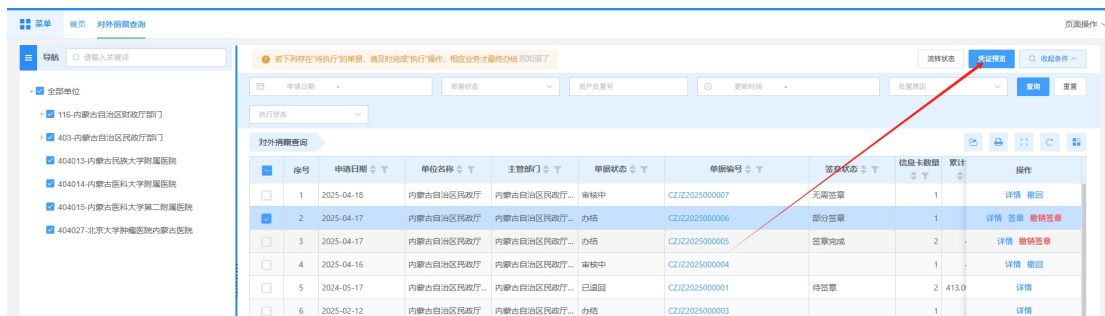 菜单 首页 对外捐赠查询 页面操作
导航 请输入关键词
全部单位
116-内蒙古自治区财政厅部门
403-内蒙古自治区民政厅部门
404013-内蒙古民族大学附属医院
404014-内蒙古医科大学附属医院
404015-内蒙古医科大学第二附属医院
404027-北京大学肿瘤医院内蒙古医院
若下列存在"待执行"的单据，请及时完成"执行"操作，相应业务才最终办结 我知道了 流转状态 凭证预览 收起条件
申请日期 - 单据状态 资产处置号 更新时间 - 处置原因 查询 重置
执行状态
对外捐赠查询
序号 申请日期 单位名称 主管部门 单据状态 单据编号 签章状态 信息卡数量 累计 操作
1 2025-04-18 内蒙古自治区民政厅 内蒙古自治区民政厅... 审核中 CZJZ2025000007 无需签章 1 详情 撤回
2 2025-04-17 内蒙古自治区民政厅 内蒙古自治区民政厅... 办结 CZJZ2025000006 部分签章 1 详情 签章 撤销签章
3 2025-04-17 内蒙古自治区民政厅 内蒙古自治区民政厅... 办结 CZJZ2025000005 签章完成 2 详情 撤销签章
4 2025-04-16 内蒙古自治区民政厅 内蒙古自治区民政厅... 审核中 CZJZ2025000004 1 详情 撤回
5 2024-05-17 内蒙古自治区民政厅... 内蒙古自治区民政厅... 已退回 CZJZ2025000001 待签章 2 413.0 详情
6 2025-02-12 内蒙古自治区民政厅 内蒙古自治区民政厅... 办结 CZJZ2025000003 1 详情